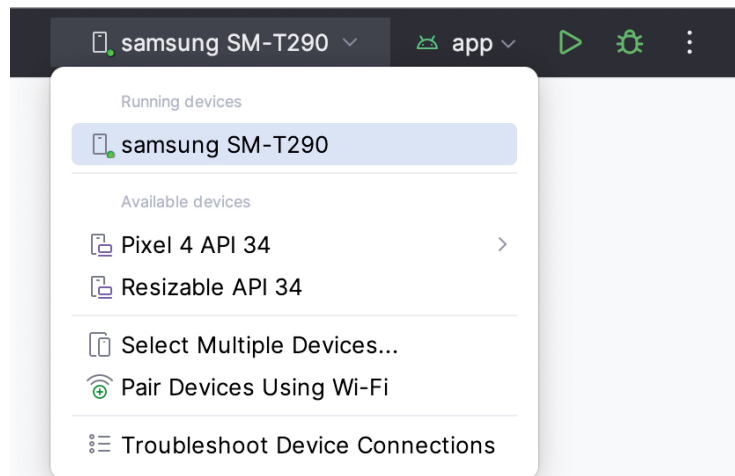 samsung SM-T290
app
Running devices
samsung SM-T290
Available devices
Pixel 4 API 34
Resizable API 34
Select Multiple Devices...
Pair Devices Using Wi-Fi
Troubleshoot Device Connections